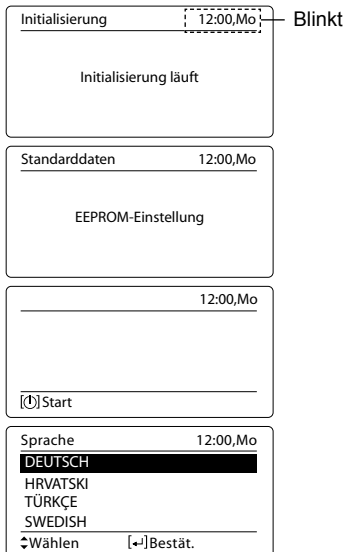 Initialisierung 12:00,Mo Blinkt
Initialisierung läuft
Standarddaten 12:00,Mo
EEPROM-Einstellung
12:00,Mo
[⏻] Start
Sprache 12:00,Mo
DEUTSCH
HRVATSKI
TÜRKÇE
SWEDISH
Wählen [↵] Bestät.